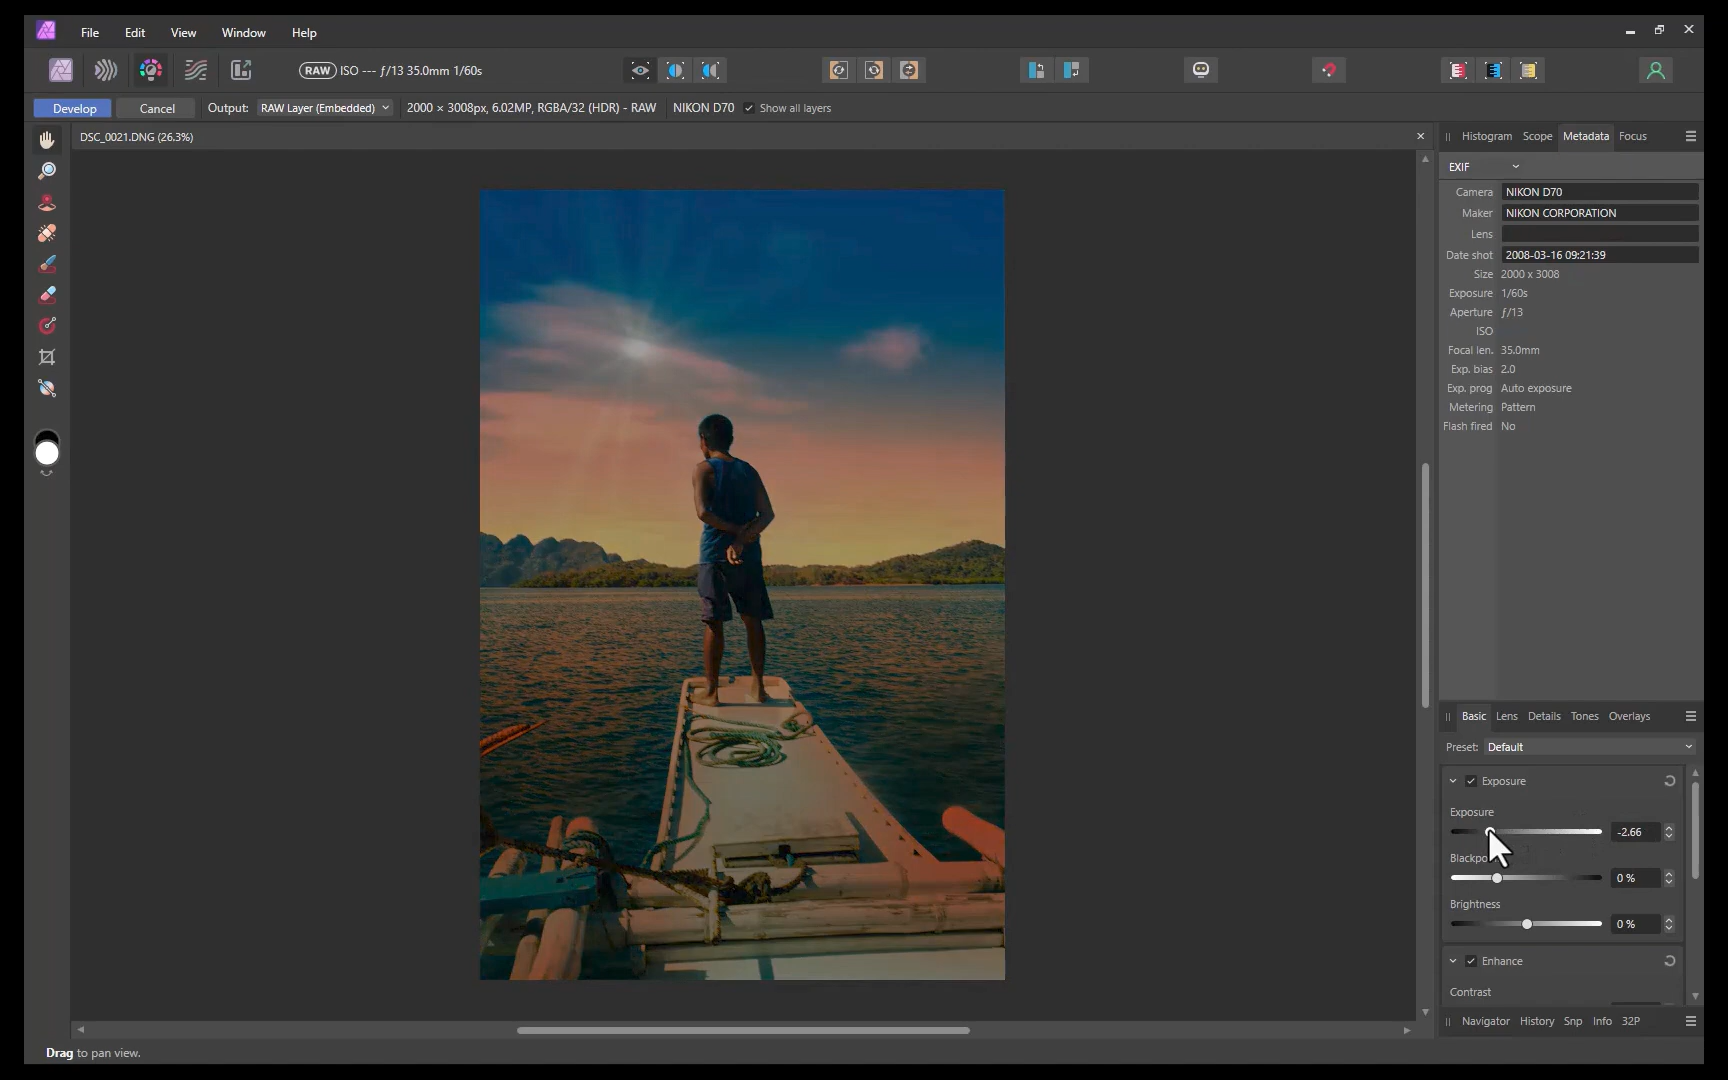 File Edit View Window Help
RAW ISO --- ƒ/13 35.0mm 1/60s
Develop Cancel Output: RAW Layer (Embedded) 2000 × 3008px, 6.02MP, RGBA/32 (HDR) - RAW NIKON D70 Show all layers
DSC_0021.DNG (26.3%)
Histogram Scope Metadata Focus
EXIF
Camera NIKON D70
Maker NIKON CORPORATION
Lens
Date shot 2008-03-16 09:21:39
Size 2000 x 3008
Exposure 1/60s
Aperture ƒ/13
ISO
Focal len. 35.0mm
Exp. bias 2.0
Exp. prog Auto exposure
Metering Pattern
Flash fired No
Basic Lens Details Tones Overlays
Preset: Default
Exposure
Exposure
-2.66
0 %
Brightness
0 %
Enhance
Contrast
Navigator History Snp Info 32P
Drag to pan view.